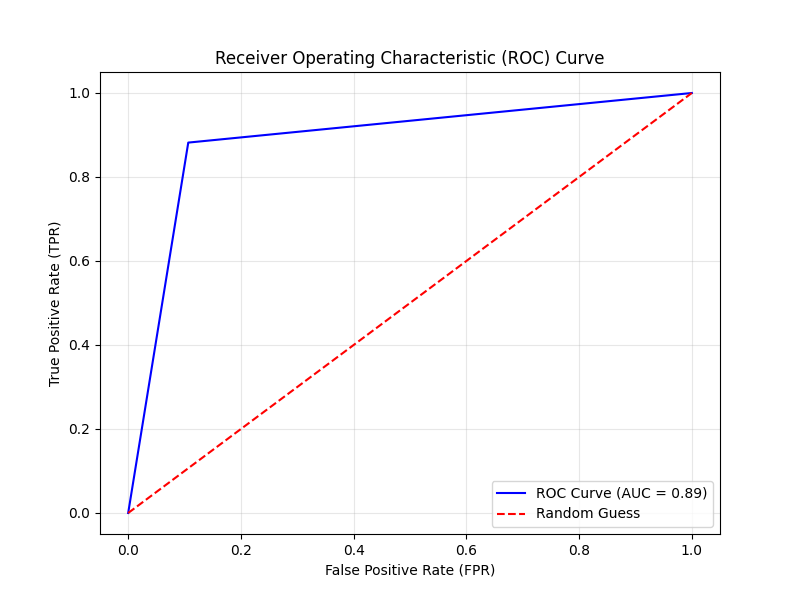 Receiver Operating Characteristic (ROC) Curve
1.0
0.8
0.6
0.4
0.2
0.0
True Positive Rate (TPR)
ROC Curve (AUC = 0.89)
Random Guess
0.0 0.2 0.4 0.6 0.8 1.0
False Positive Rate (FPR)